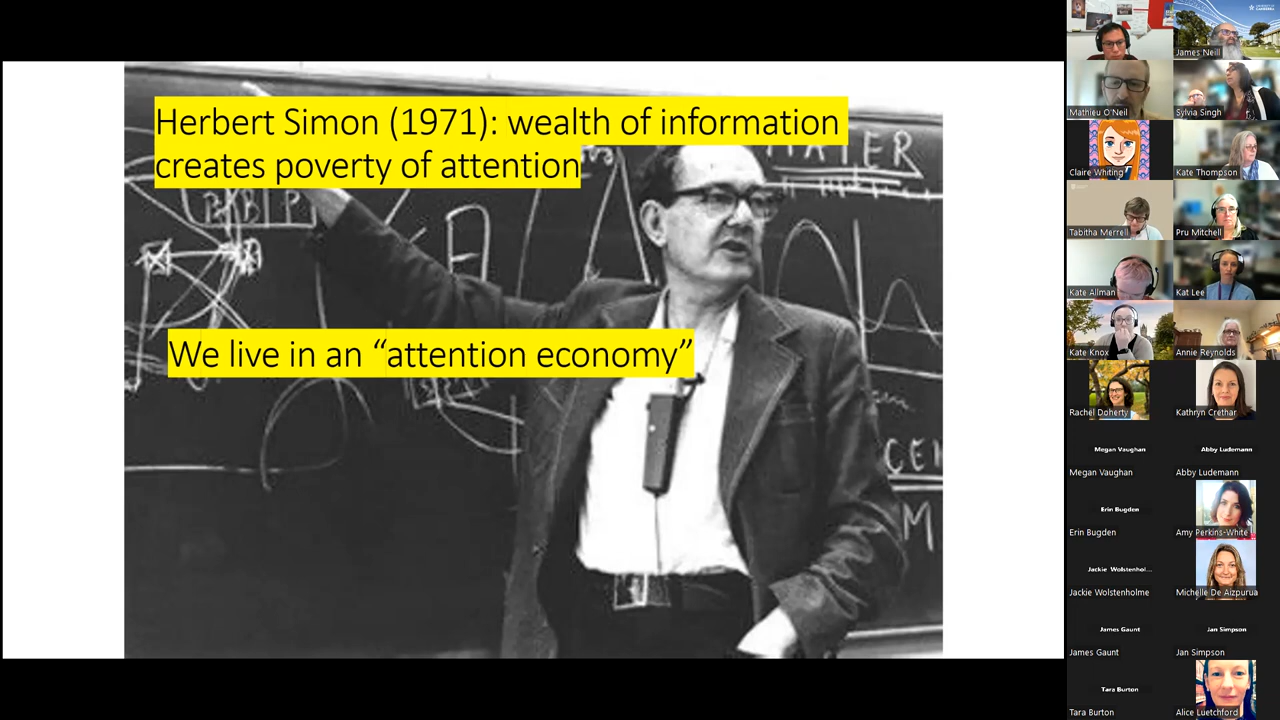 Herbert Simon (1971): wealth of information
creates poverty of attention
We live in an “attention economy”
James Neill
Mathieu O'Neil
Sylvia Singh
Claire Whiting
Kate Thompson
Tabitha Merrell
Pru Mitchell
Kate Allman
Kat Lee
Kate Knox
Annie Reynolds
Rachel Doherty
Kathryn Crethar
Megan Vaughan
Abby Ludemann
Megan Vaughan
Abby Ludemann
Erin Bugden
Erin Bugden
Amy Perkins-White
Jackie Wolstenhol...
Jackie Wolstenholme
Michelle De Aizpurua
James Gaunt
Jan Simpson
James Gaunt
Jan Simpson
Tara Burton
Tara Burton
Alice Luetchford